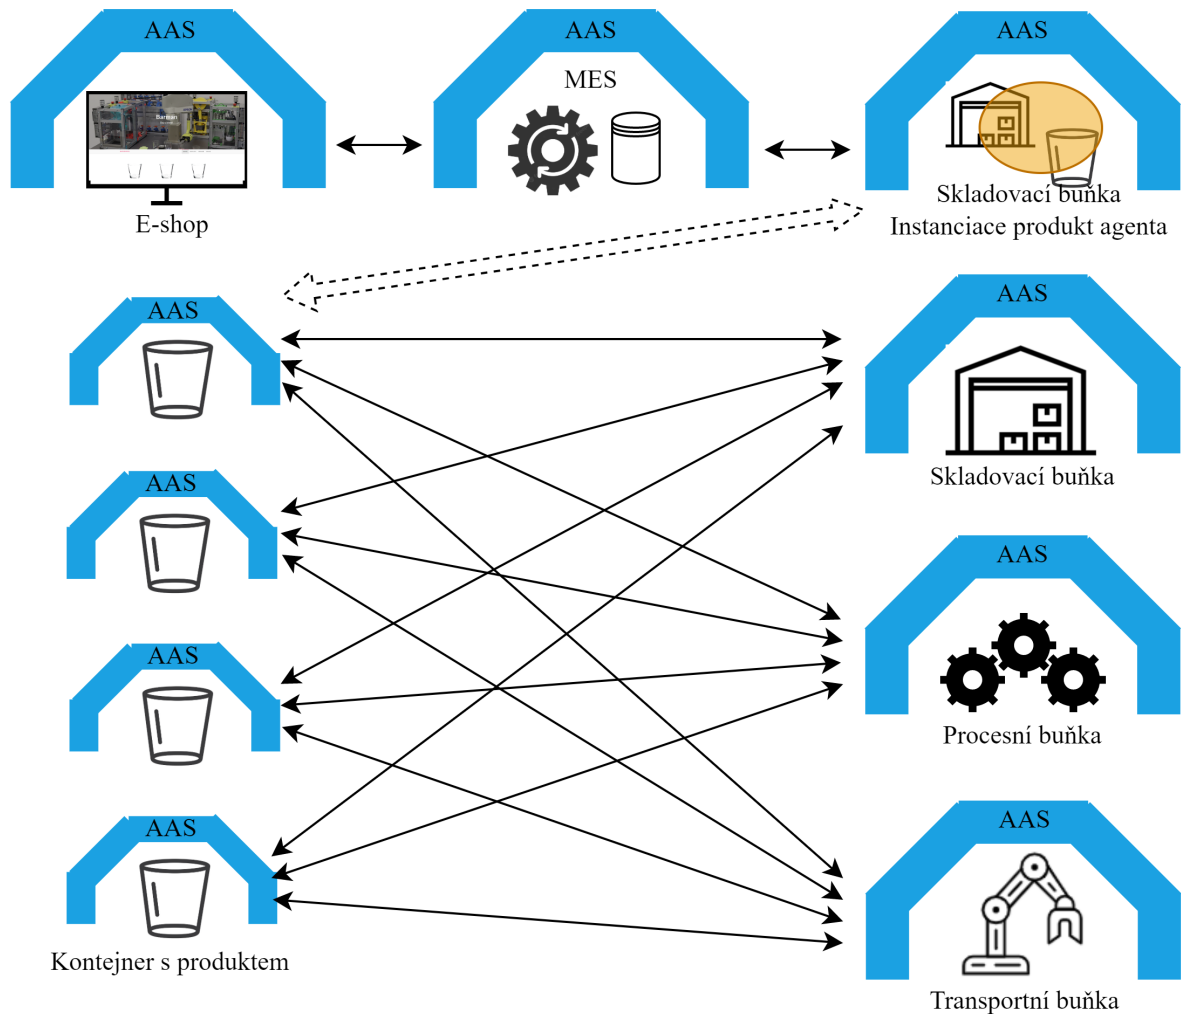 AAS
AAS
AAS
MES
Barman
E-shop
Skladovací buňka
Instanciace produkt agenta
AAS
AAS
Skladovací buňka
AAS
AAS
Procesní buňka
AAS
AAS
AAS
Kontejner s produktem
Transportní buňka